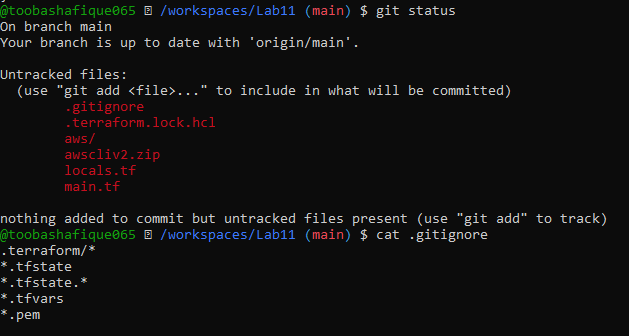 @toobashafique065 /workspaces/Lab11 (main) $ git status
On branch main
Your branch is up to date with 'origin/main'.
Untracked files:
(use "git add <file>..." to include in what will be committed)
.gitignore
.terraform.lock.hcl
aws/
awscliv2.zip
locals.tf
main.tf
nothing added to commit but untracked files present (use "git add" to track)
@toobashafique065 /workspaces/Lab11 (main) $ cat .gitignore
.terraform/*
*.tfstate
*.tfstate.*
*.tfvars
*.pem